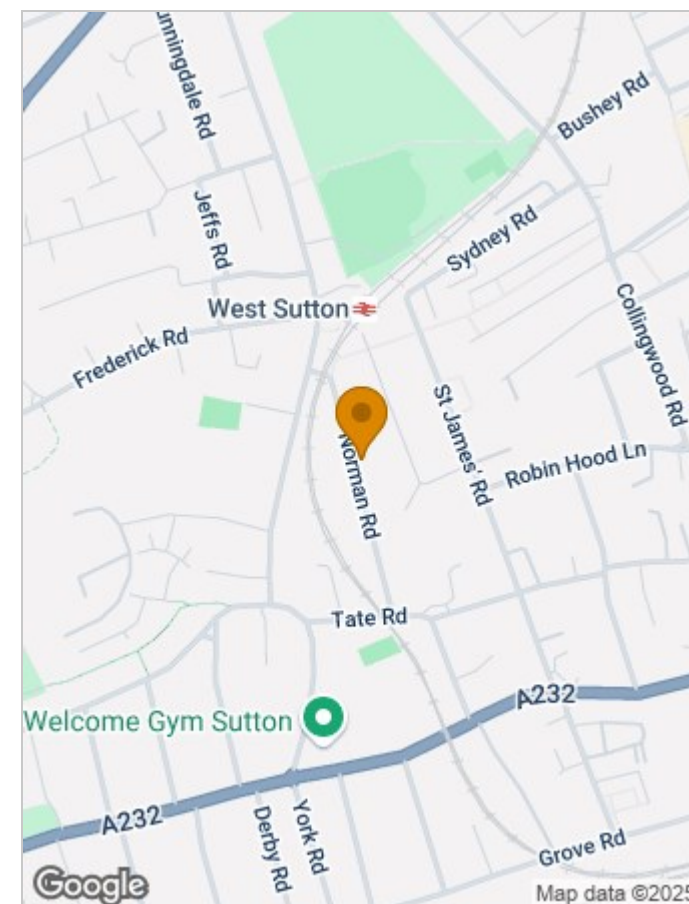 unningdale Rd
Bushey Rd
Jeffs Rd
Sydney Rd
West Sutton
Collingwood Rd
Frederick Rd
St James' Rd
Norman Rd
Robin Hood Ln
Tate Rd
A232
Welcome Gym Sutton
A232
Derby Rd
York Rd
Grove Rd
Google
Map data ©2025